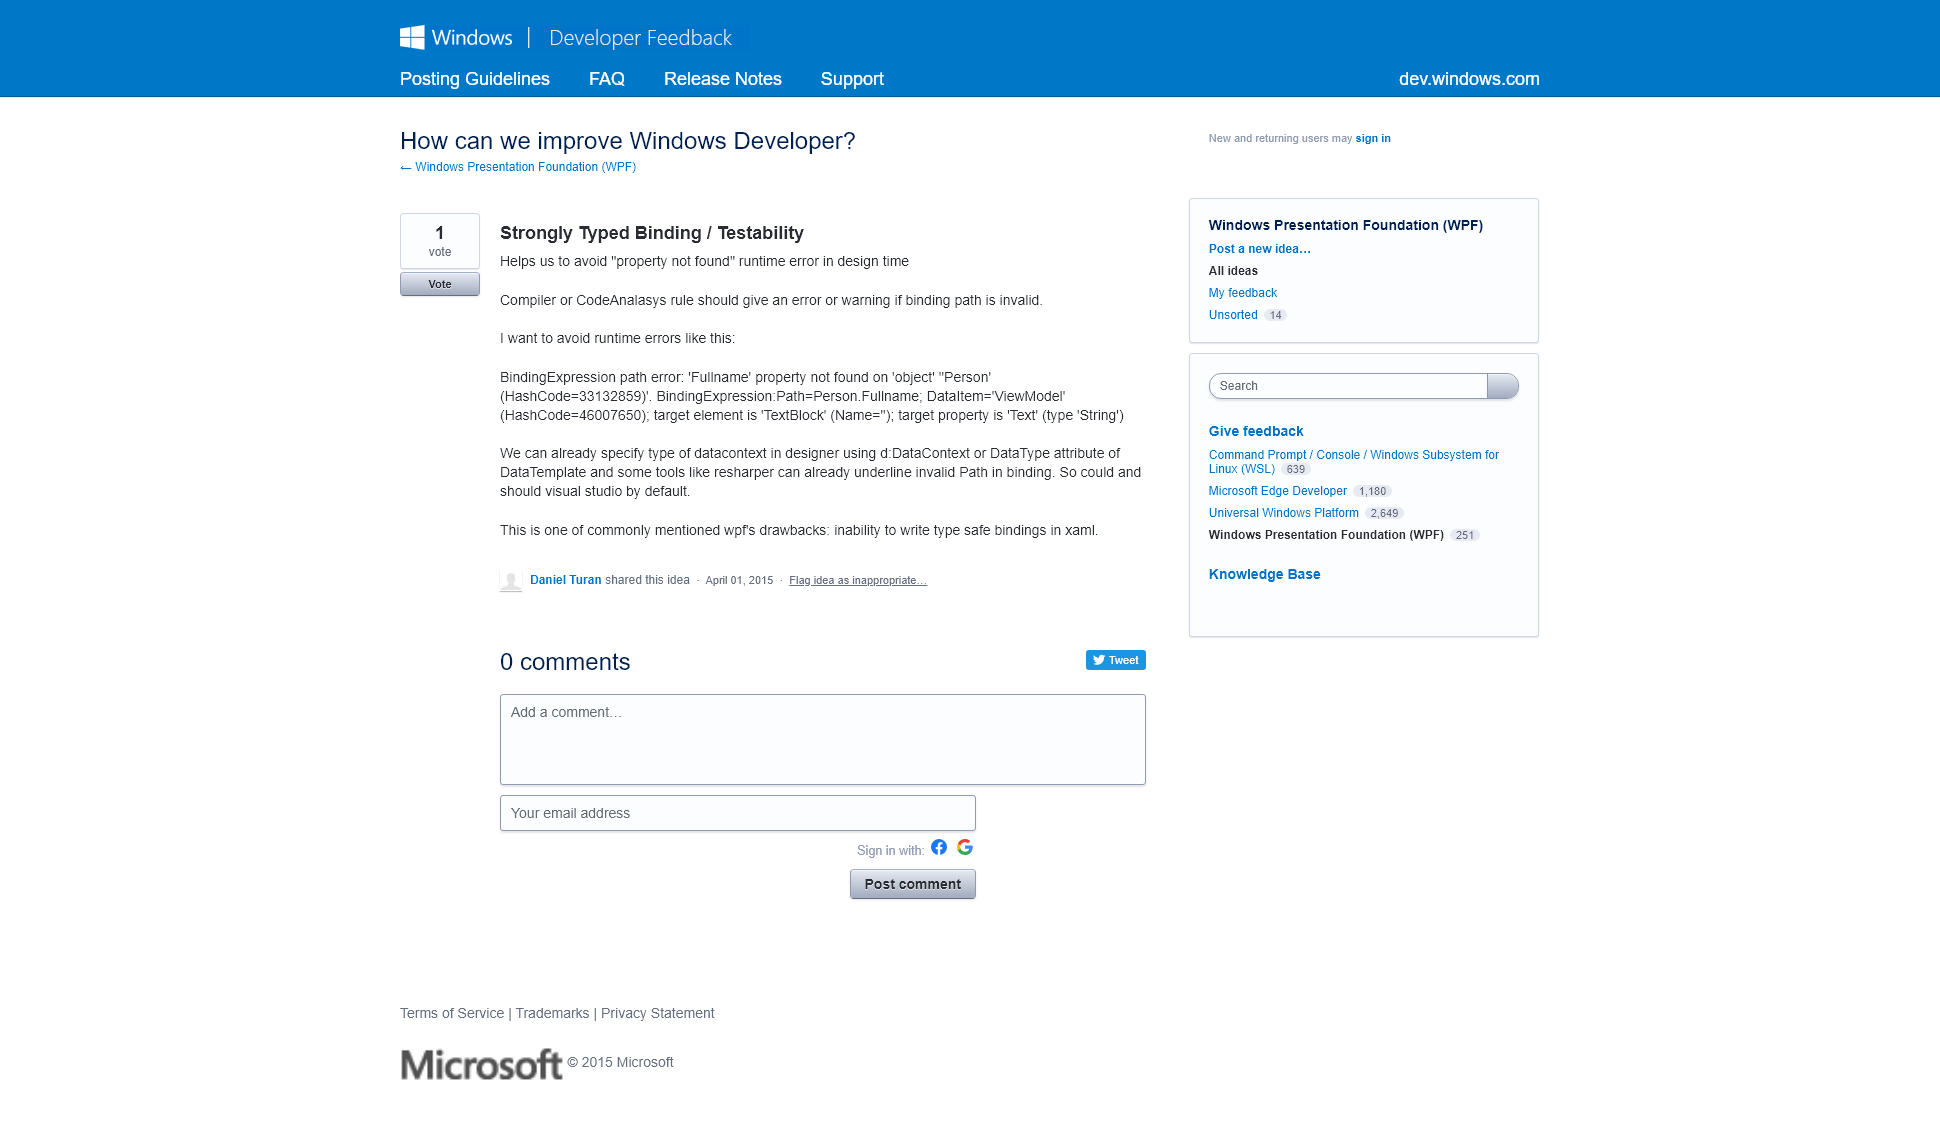 Windows | Developer Feedback
Posting Guidelines FAQ Release Notes Support dev.windows.com
How can we improve Windows Developer?
← Windows Presentation Foundation (WPF)
New and returning users may sign in
1
vote
Vote
Strongly Typed Binding / Testability
Helps us to avoid "property not found" runtime error in design time
Compiler or CodeAnalasys rule should give an error or warning if binding path is invalid.
I want to avoid runtime errors like this:
BindingExpression path error: 'Fullname' property not found on 'object' ''Person'
(HashCode=33132859)'. BindingExpression:Path=Person.Fullname; DataItem='ViewModel'
(HashCode=46007650); target element is 'TextBlock' (Name=''); target property is 'Text' (type 'String')
We can already specify type of datacontext in designer using d:DataContext or DataType attribute of
DataTemplate and some tools like resharper can already underline invalid Path in binding. So could and
should visual studio by default.
This is one of commonly mentioned wpf's drawbacks: inability to write type safe bindings in xaml.
Daniel Turan shared this idea · April 01, 2015 · Flag idea as inappropriate…
0 comments
Tweet
Add a comment…
Your email address
Sign in with:
Post comment
Windows Presentation Foundation (WPF)
Post a new idea…
All ideas
My feedback
Unsorted 14
Search
Give feedback
Command Prompt / Console / Windows Subsystem for
Linux (WSL) 639
Microsoft Edge Developer 1,180
Universal Windows Platform 2,649
Windows Presentation Foundation (WPF) 251
Knowledge Base
Terms of Service | Trademarks | Privacy Statement
Microsoft © 2015 Microsoft